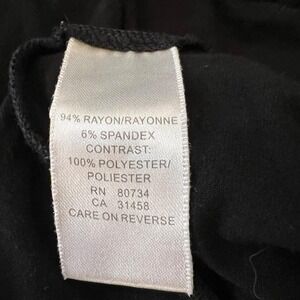 94% RAYON/RAYONNE
6% SPANDEX
CONTRAST:
100% POLYESTER/
POLIESTER
RN 80734
CA 31458
CARE ON REVERSE